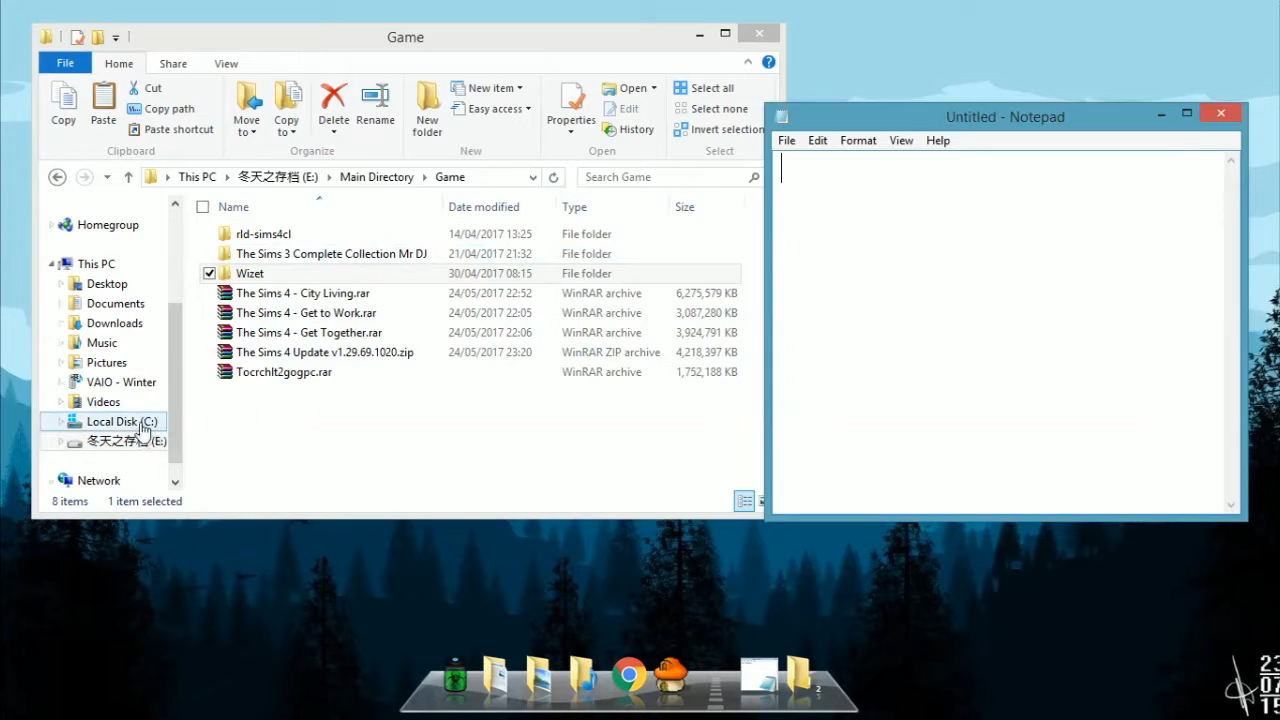 Game
File Home Share View
Copy
Paste
Cut
Copy path
Paste shortcut
Clipboard
Move to
Copy to
Delete
Rename
Organize
New folder
New item
Easy access
New
Properties
Open
Edit
History
Open
Select all
Select none
Invert selection
Select
This PC 冬天之存档 (E:) Main Directory Game
Search Game
Homegroup
This PC
Desktop
Documents
Downloads
Music
Pictures
VAIO - Winter
Videos
Local Disk (C:)
冬天之存档 (E:)
Network
Name Date modified Type Size
rld-sims4cl 14/04/2017 13:25 File folder
The Sims 3 Complete Collection Mr DJ 21/04/2017 21:32 File folder
Wizet 30/04/2017 08:15 File folder
The Sims 4 - City Living.rar 24/05/2017 22:52 WinRAR archive 6,275,579 KB
The Sims 4 - Get to Work.rar 24/05/2017 22:05 WinRAR archive 3,087,280 KB
The Sims 4 - Get Together.rar 24/05/2017 22:06 WinRAR archive 3,924,791 KB
The Sims 4 Update v1.29.69.1020.zip 24/05/2017 23:20 WinRAR ZIP archive 4,218,397 KB
Tocrchlt2gogpc.rar WinRAR archive 1,752,188 KB
8 items 1 item selected
Untitled - Notepad
File Edit Format View Help
2
23
07
15